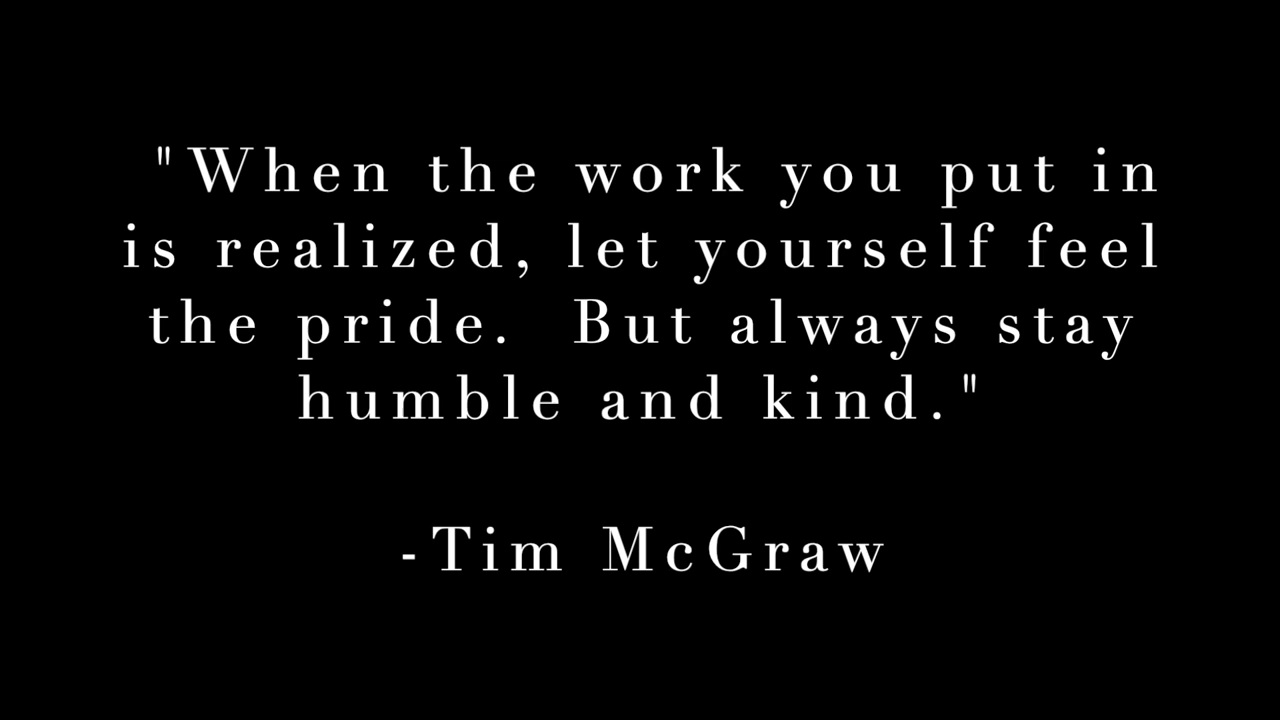 "When the work you put in
is realized, let yourself feel
the pride.  But always stay
humble and kind."
-Tim McGraw